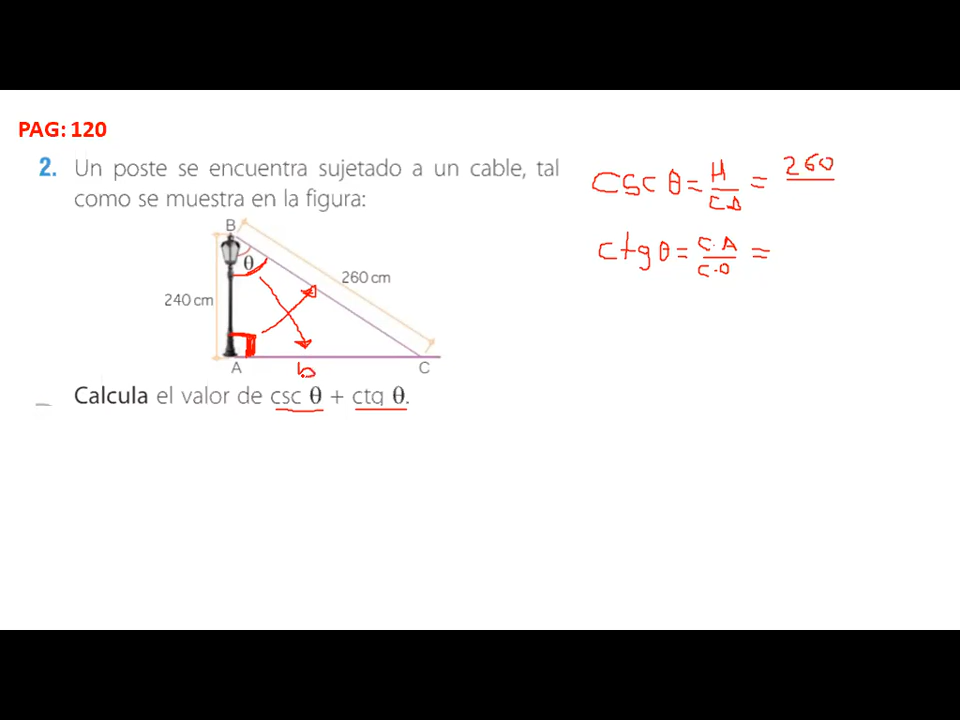 PAG: 120
2. Un poste se encuentra sujetado a un cable, tal
como se muestra en la figura:
B
θ
260 cm
240 cm
A
b
C
Calcula el valor de csc θ + ctg θ.
csc θ = H / C.O = 260
ctg θ = C.A / C.O =